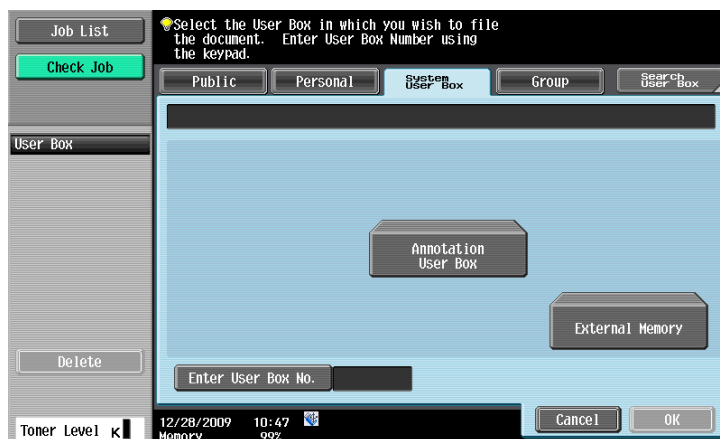 Job List
Check Job
User Box
Delete
Toner Level K
Select the User Box in which you wish to file
the document. Enter User Box Number using
the keypad.
Public
Personal
System
User Box
Group
Search
User Box
Annotation
User Box
External Memory
Enter User Box No.
12/28/2009 10:47
Memory 99%
Cancel
OK